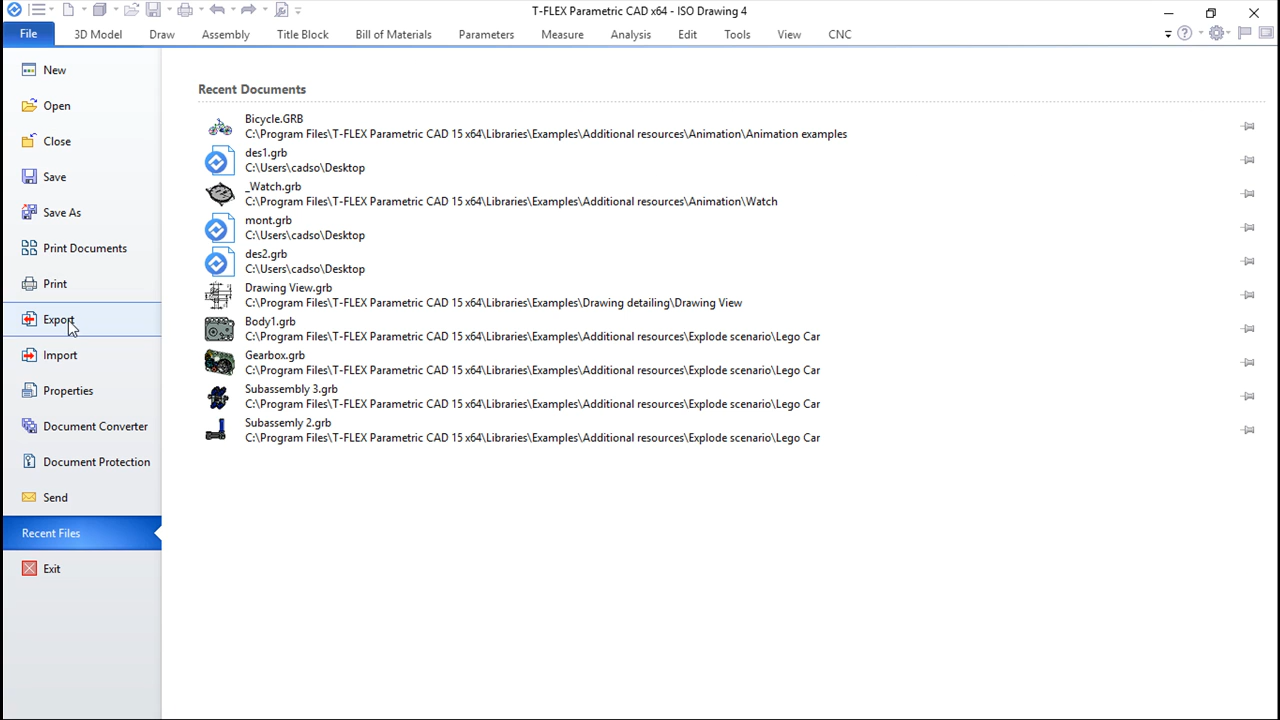 T-FLEX Parametric CAD x64 - ISO Drawing 4
File 3D Model Draw Assembly Title Block Bill of Materials Parameters Measure Analysis Edit Tools View CNC
New
Open
Close
Save
Save As
Print Documents
Print
Export
Import
Properties
Document Converter
Document Protection
Send
Recent Files
Exit
Recent Documents
Bicycle.GRB
C:\Program Files\T-FLEX Parametric CAD 15 x64\Libraries\Examples\Additional resources\Animation\Animation examples
des1.grb
C:\Users\cadso\Desktop
_Watch.grb
C:\Program Files\T-FLEX Parametric CAD 15 x64\Libraries\Examples\Additional resources\Animation\Watch
mont.grb
C:\Users\cadso\Desktop
des2.grb
C:\Users\cadso\Desktop
Drawing View.grb
C:\Program Files\T-FLEX Parametric CAD 15 x64\Libraries\Examples\Drawing detailing\Drawing View
Body1.grb
C:\Program Files\T-FLEX Parametric CAD 15 x64\Libraries\Examples\Additional resources\Explode scenario\Lego Car
Gearbox.grb
C:\Program Files\T-FLEX Parametric CAD 15 x64\Libraries\Examples\Additional resources\Explode scenario\Lego Car
Subassembly 3.grb
C:\Program Files\T-FLEX Parametric CAD 15 x64\Libraries\Examples\Additional resources\Explode scenario\Lego Car
Subassemly 2.grb
C:\Program Files\T-FLEX Parametric CAD 15 x64\Libraries\Examples\Additional resources\Explode scenario\Lego Car